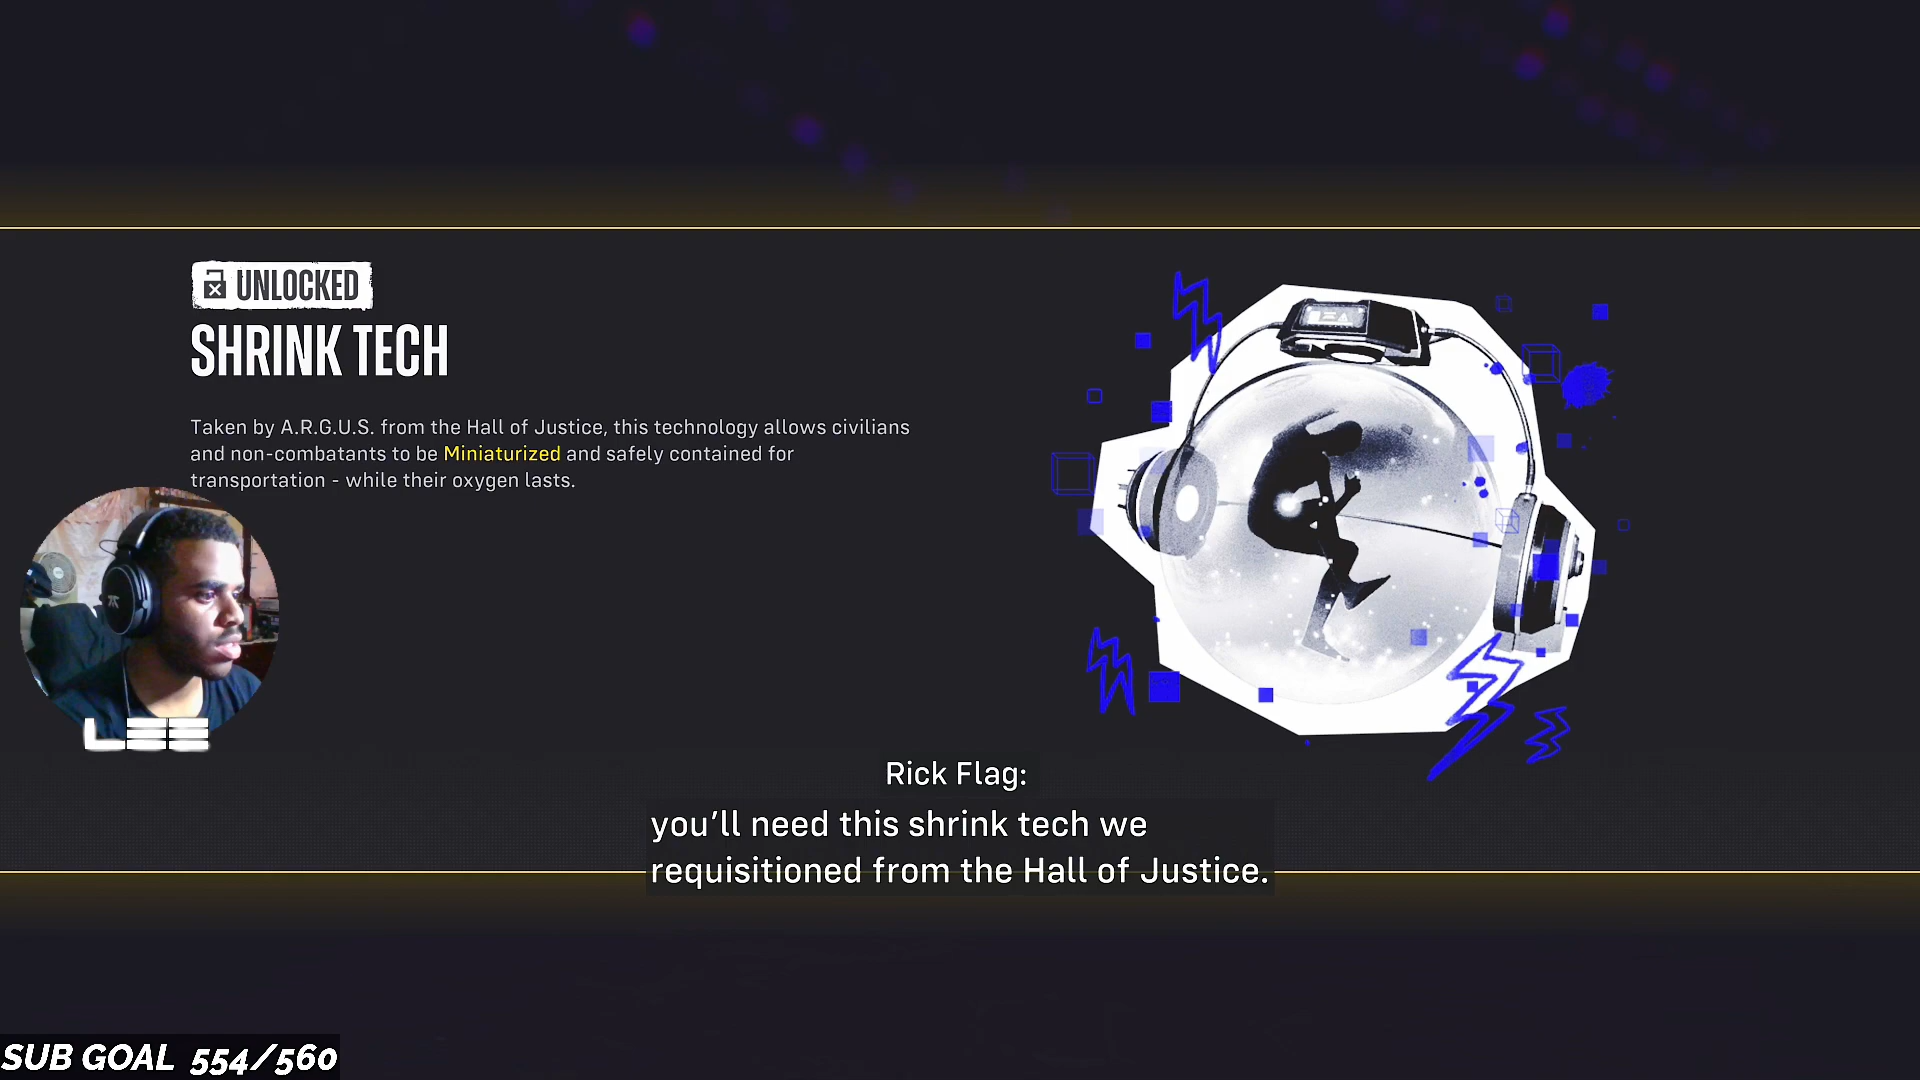 UNLOCKED
SHRINK TECH
Taken by A.R.G.U.S. from the Hall of Justice, this technology allows civilians
and non-combatants to be Miniaturized and safely contained for
transportation - while their oxygen lasts.
LEE
Rick Flag:
you’ll need this shrink tech we
requisitioned from the Hall of Justice.
SUB GOAL 554/560